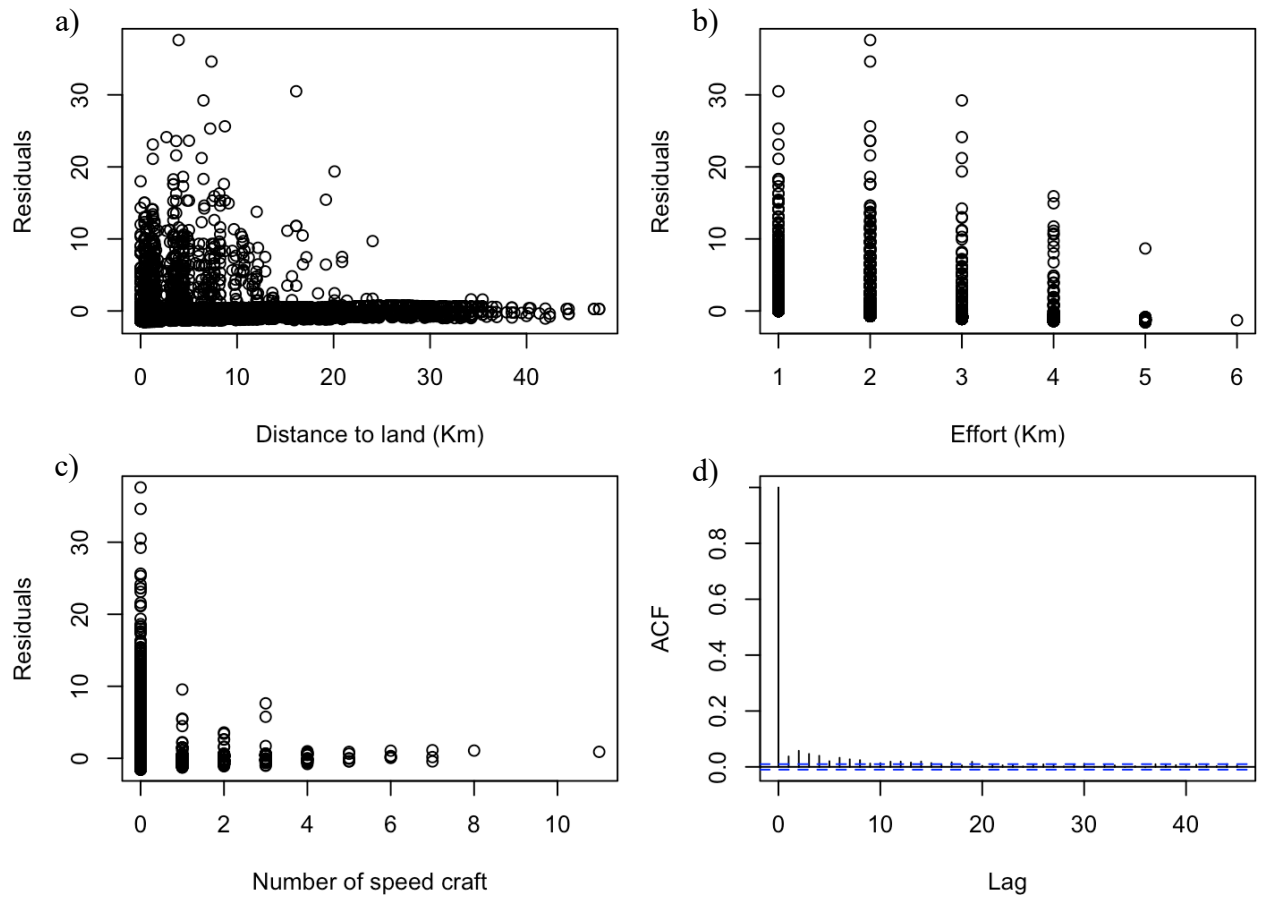 a)
Residuals
30
20
10
0
0 10 20 30 40
Distance to land (Km)
b)
Residuals
30
20
10
0
1 2 3 4 5 6
Effort (Km)
c)
Residuals
30
20
10
0
0 2 4 6 8 10
Number of speed craft
d)
ACF
0.8
0.6
0.4
0.2
0.0
0 10 20 30 40
Lag